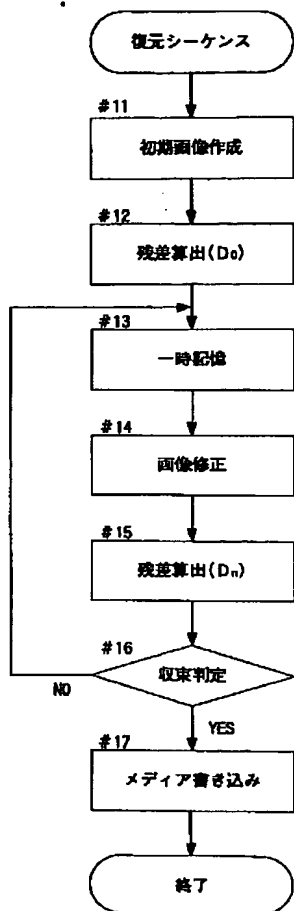 復元シーケンス
#11
初期画像作成
#12
残差算出(D0)
#13
一時記憶
#14
画像修正
#15
残差算出(Dn)
#16
収束判定
NO
YES
#17
メディア書き込み
終了